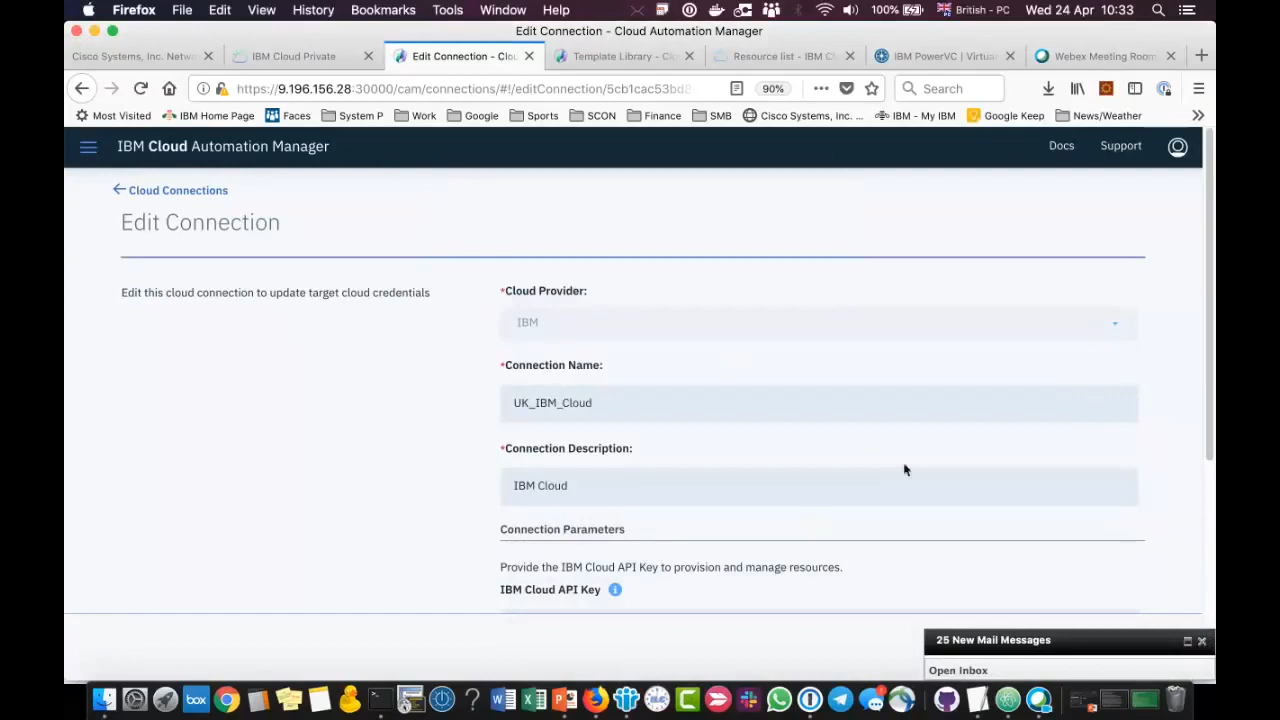 Firefox File Edit View History Bookmarks Tools Window Help 100% British - PC Wed 24 Apr 10:33
Edit Connection - Cloud Automation Manager
Cisco Systems, Inc. Netw IBM Cloud Private Edit Connection - Clou Template Library - Clo Resource list - IBM Cl IBM PowerVC | Virtua Webex Meeting Room
https://9.196.156.28:30000/cam/connections/#!/editConnection/5cb1cac53bd8 90% Search
Most Visited IBM Home Page Faces System P Work Google Sports SCON Finance SMB Cisco Systems, Inc. ... IBM - My IBM Google Keep News/Weather
IBM Cloud Automation Manager Docs Support
Cloud Connections
Edit Connection
Edit this cloud connection to update target cloud credentials
*Cloud Provider:
IBM
*Connection Name:
UK_IBM_Cloud
*Connection Description:
IBM Cloud
Connection Parameters
Provide the IBM Cloud API Key to provision and manage resources.
IBM Cloud API Key
25 New Mail Messages
Open Inbox
box